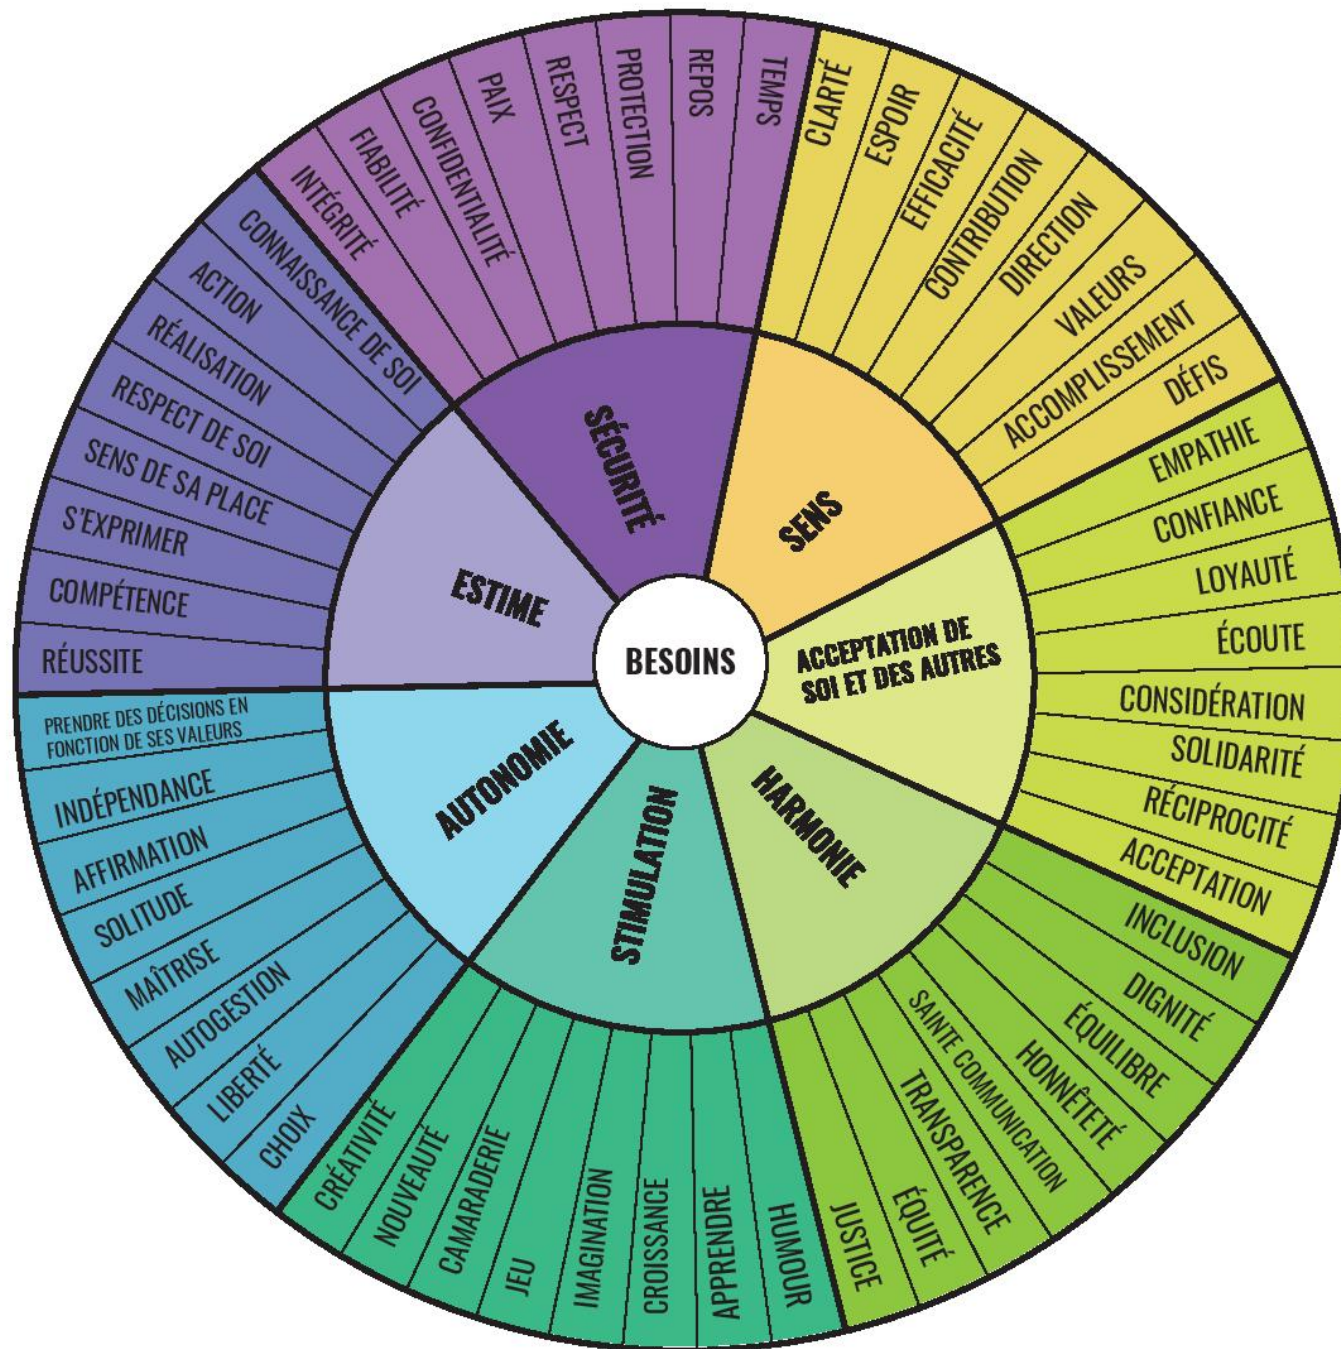 BESOINS
SÉCURITÉ
INTÉGRITÉ
FIABILITÉ
CONFIDENTIALITÉ
PAIX
RESPECT
PROTECTION
REPOS
TEMPS
SENS
CLARTÉ
ESPOIR
EFFICACITÉ
CONTRIBUTION
DIRECTION
VALEURS
ACCOMPLISSEMENT
DÉFIS
ACCEPTATION DE
SOI ET DES AUTRES
EMPATHIE
CONFIANCE
LOYAUTÉ
ÉCOUTE
CONSIDÉRATION
SOLIDARITÉ
RÉCIPROCITÉ
ACCEPTATION
HARMONIE
INCLUSION
DIGNITÉ
ÉQUILIBRE
HONNÊTETÉ
SAINTE COMMUNICATION
TRANSPARENCE
ÉQUITÉ
JUSTICE
STIMULATION
HUMOUR
APPRENDRE
CROISSANCE
IMAGINATION
JEU
CAMARADERIE
NOUVEAUTÉ
CRÉATIVITÉ
AUTONOMIE
CHOIX
LIBERTÉ
AUTOGESTION
MAÎTRISE
SOLITUDE
AFFIRMATION
INDÉPENDANCE
PRENDRE DES DÉCISIONS EN
FONCTION DE SES VALEURS
ESTIME
RÉUSSITE
COMPÉTENCE
S'EXPRIMER
SENS DE SA PLACE
RESPECT DE SOI
RÉALISATION
ACTION
CONNAISSANCE DE SOI